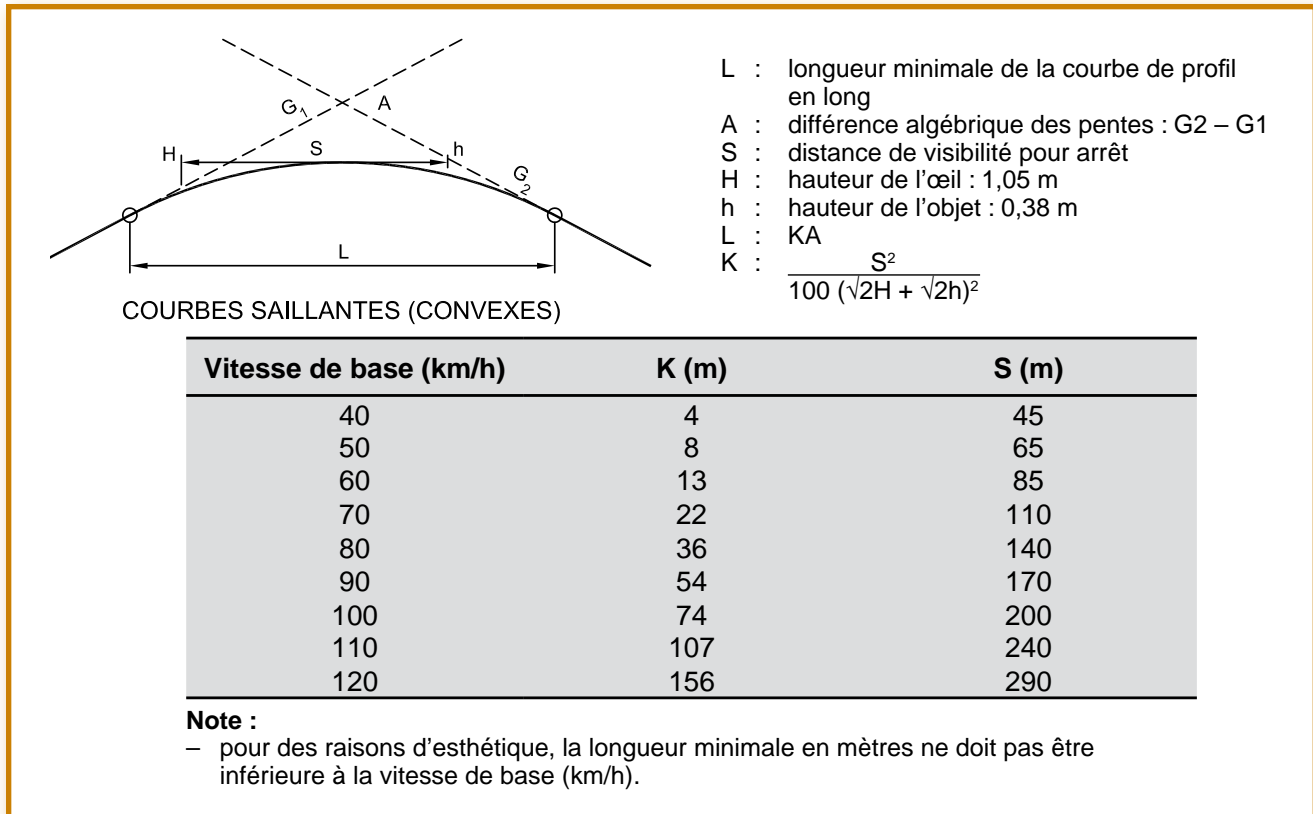 G1
A
H
S
h
G2
L
COURBES SAILLANTES (CONVEXES)
L : longueur minimale de la courbe de profil
en long
A : différence algébrique des pentes : G2 – G1
S : distance de visibilité pour arrêt
H : hauteur de l'œil : 1,05 m
h : hauteur de l'objet : 0,38 m
L : KA
K : S²
100 (√2H + √2h)²
Vitesse de base (km/h) K (m) S (m)
40 4 45
50 8 65
60 13 85
70 22 110
80 36 140
90 54 170
100 74 200
110 107 240
120 156 290
Note :
– pour des raisons d'esthétique, la longueur minimale en mètres ne doit pas être
inférieure à la vitesse de base (km/h).